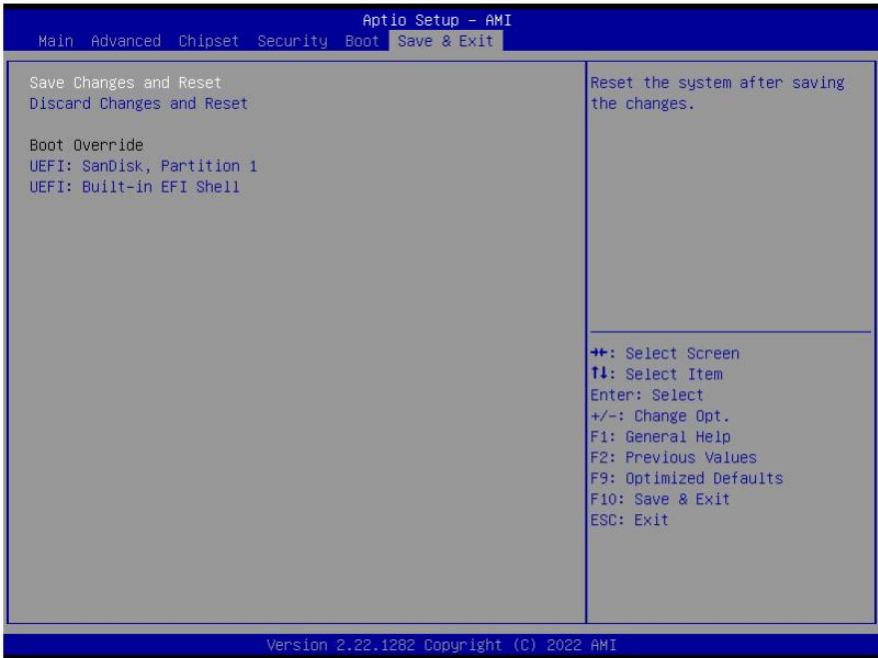 Aptio Setup – AMI
Main Advanced Chipset Security Boot Save & Exit
Save Changes and Reset
Discard Changes and Reset
Boot Override
UEFI: SanDisk, Partition 1
UEFI: Built-in EFI Shell
Reset the system after saving
the changes.
→←: Select Screen
↑↓: Select Item
Enter: Select
+/-: Change Opt.
F1: General Help
F2: Previous Values
F9: Optimized Defaults
F10: Save & Exit
ESC: Exit
Version 2.22.1282 Copyright (C) 2022 AMI